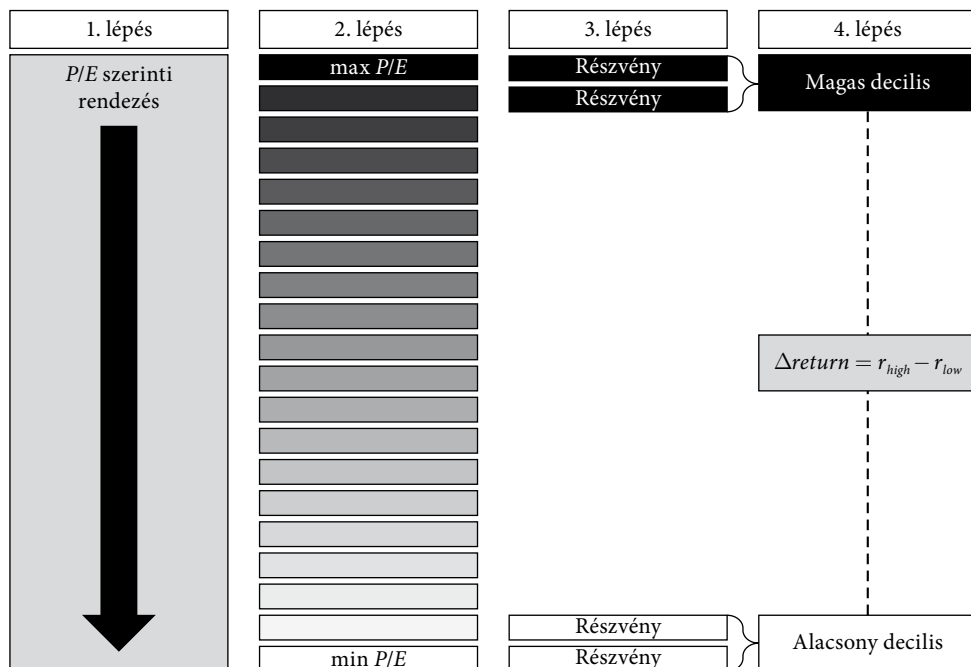 1. lépés
2. lépés
3. lépés
4. lépés
P/E szerinti
rendezés
max P/E
min P/E
Részvény
Részvény
Részvény
Részvény
Magas decilis
Δreturn = r_high − r_low
Alacsony decilis